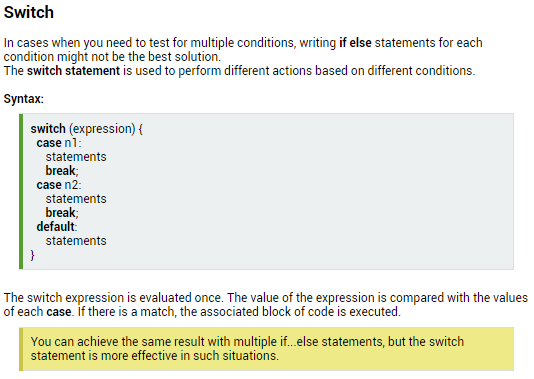 Switch
In cases when you need to test for multiple conditions, writing if else statements for each
condition might not be the best solution.
The switch statement is used to perform different actions based on different conditions.
Syntax:
switch (expression) {
case n1:
statements
break;
case n2:
statements
break;
default:
statements
}
The switch expression is evaluated once. The value of the expression is compared with the values
of each case. If there is a match, the associated block of code is executed.
You can achieve the same result with multiple if...else statements, but the switch
statement is more effective in such situations.